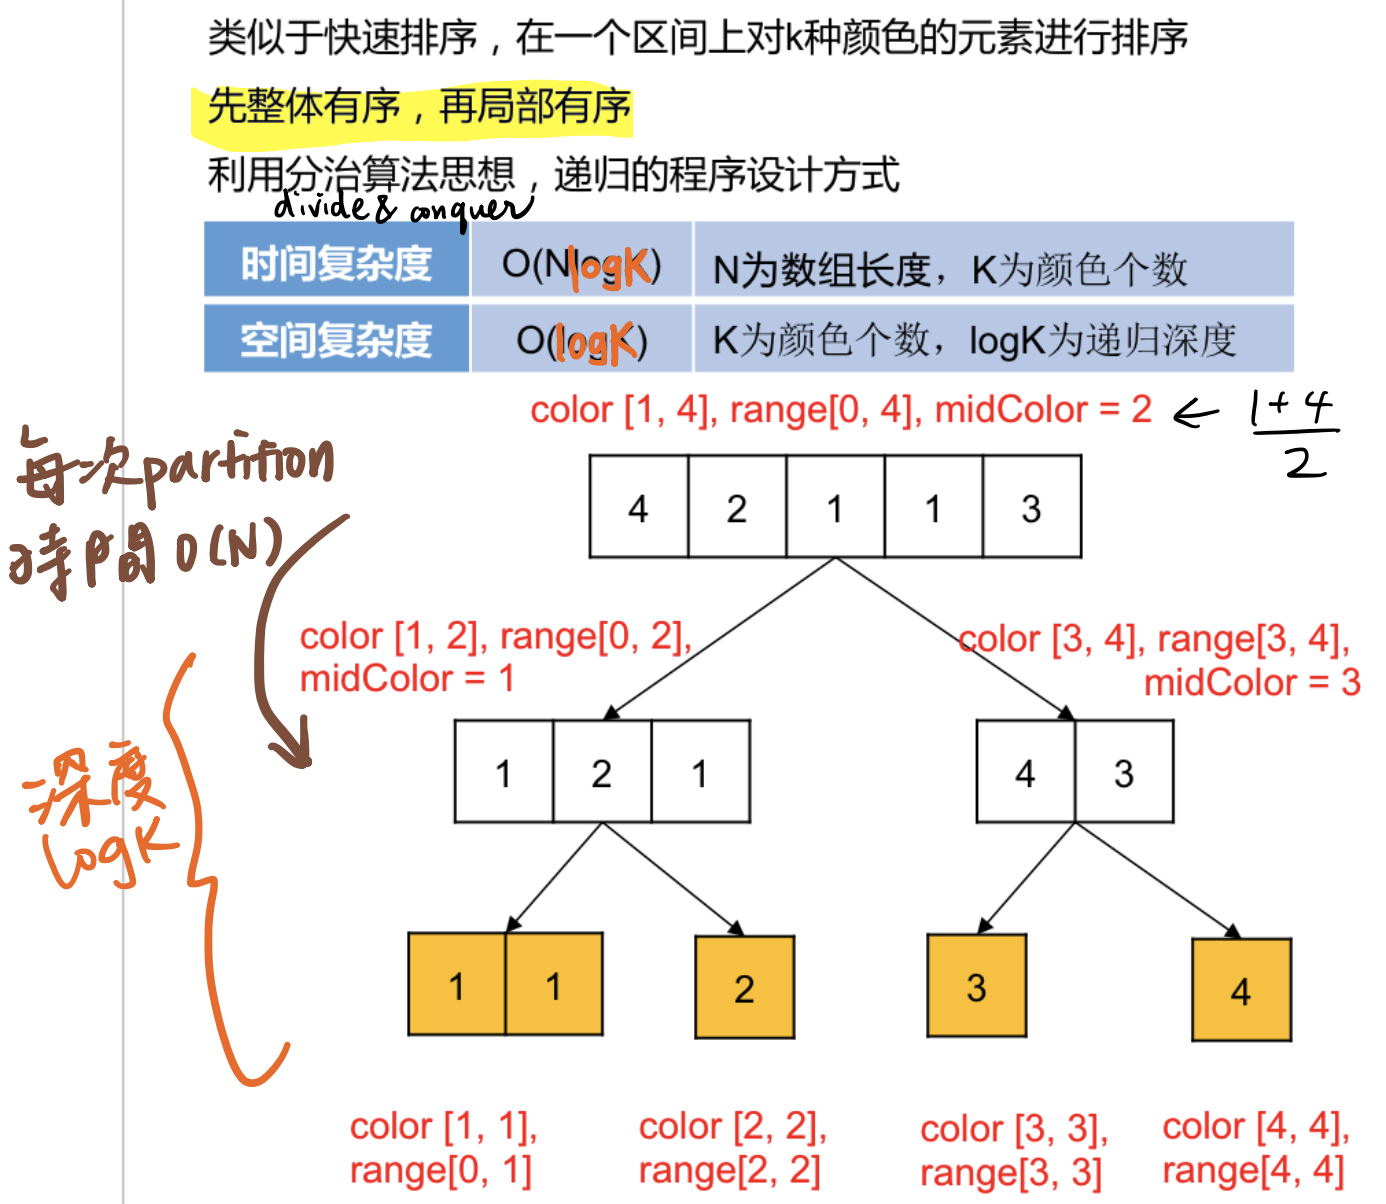 类似于快速排序，在一个区间上对k种颜色的元素进行排序
先整体有序，再局部有序
利用分治算法思想，递归的程序设计方式
divide & conquer
时间复杂度 O(NlogK) N为数组长度，K为颜色个数
空间复杂度 O(logK) K为颜色个数，logK为递归深度
color [1, 4], range[0, 4], midColor = 2 ← 1+4
2
每次partition
時間O(N)
4 2 1 1 3
color [1, 2], range[0, 2],
midColor = 1
color [3, 4], range[3, 4],
midColor = 3
深度
logK
1 2 1
4 3
1 1
2
3
4
color [1, 1],
range[0, 1]
color [2, 2],
range[2, 2]
color [3, 3],
range[3, 3]
color [4, 4],
range[4, 4]